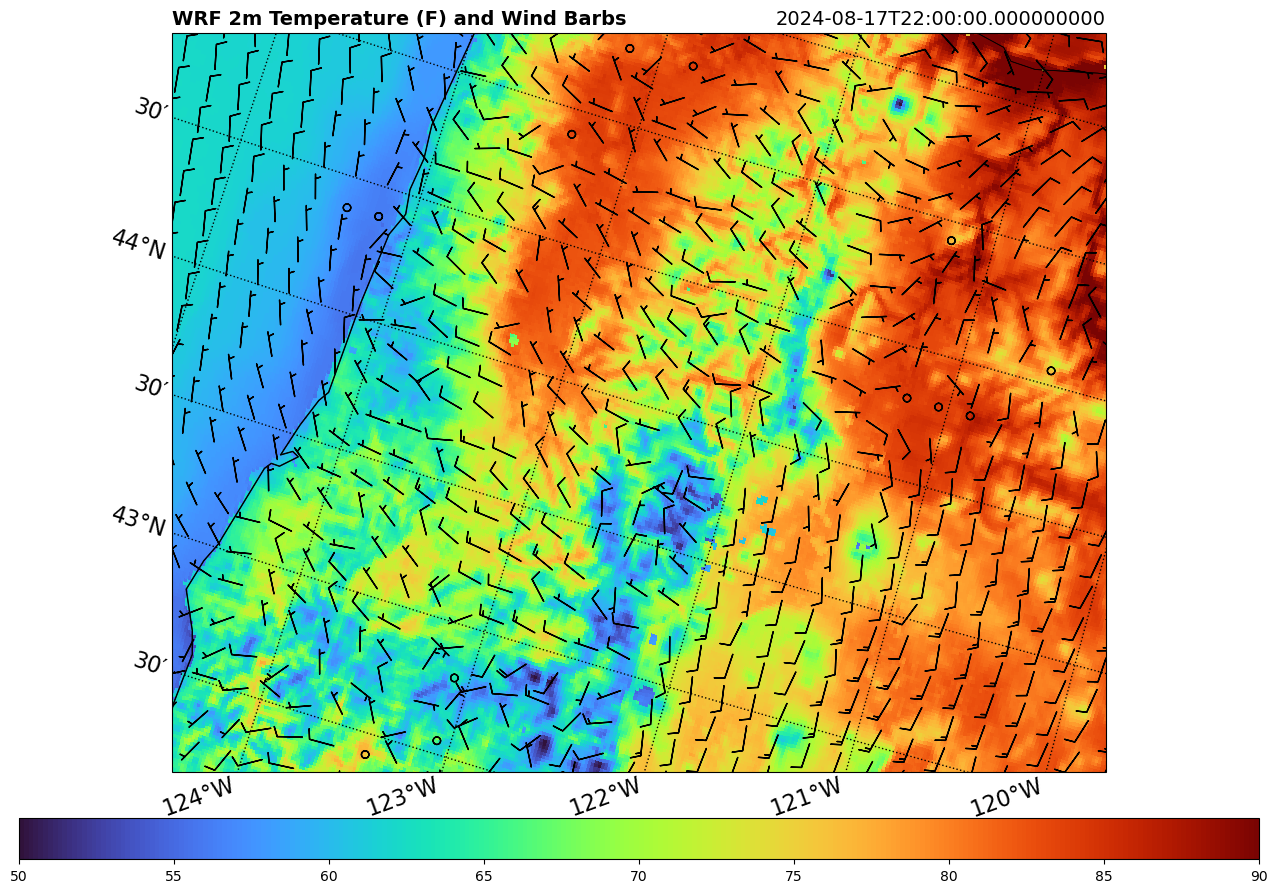 WRF 2m Temperature (F) and Wind Barbs 2024-08-17T22:00:00.000000000
30′
44°N
30′
43°N
30′
124°W 123°W 122°W 121°W 120°W
50 55 60 65 70 75 80 85 90